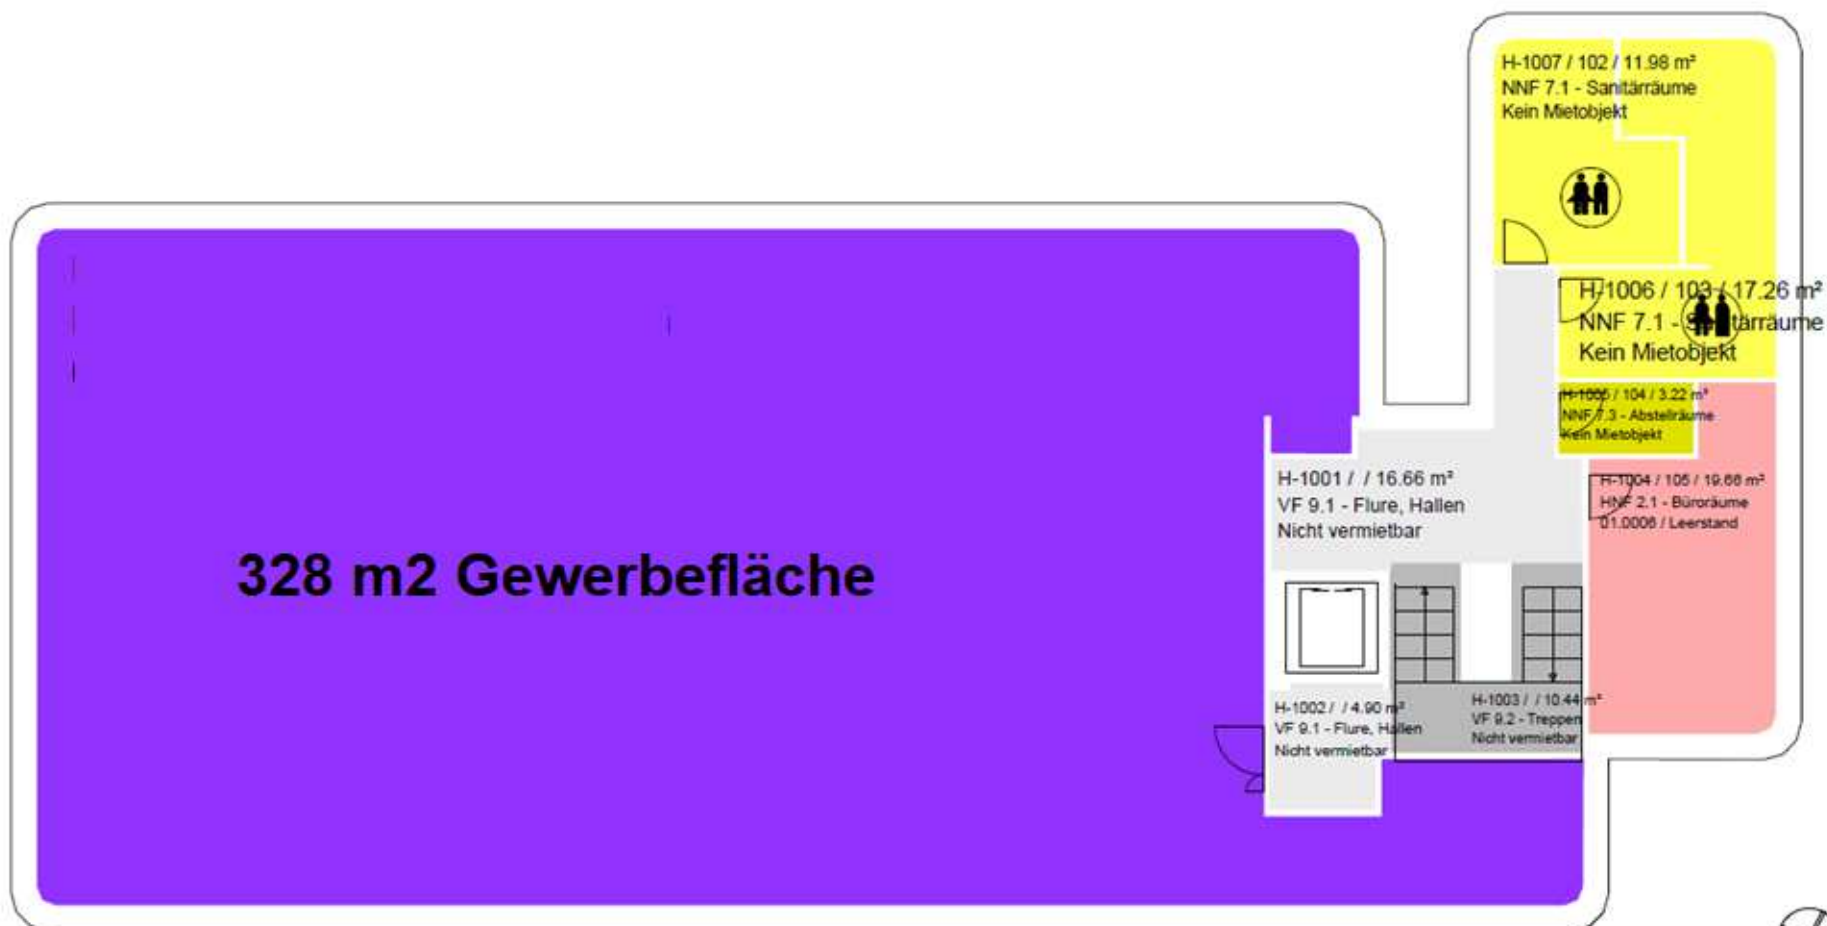 H-1007 / 102 / 11.98 m²
NNF 7.1 - Sanitärräume
Kein Mietobjekt
H-1006 / 103 / 17.26 m²
NNF 7.1 - Sanitärräume
Kein Mietobjekt
H-1005 / 104 / 3.22 m²
NNF 7.3 - Abstellräume
Kein Mietobjekt
H-1001 / / 16.66 m²
VF 9.1 - Flure, Hallen
Nicht vermietbar
H-1004 / 105 / 19.66 m²
HNF 2.1 - Büroräume
01.0006 / Leerstand
328 m2 Gewerbefläche
H-1002 / / 4.90 m²
VF 9.1 - Flure, Hallen
Nicht vermietbar
H-1003 / / 10.44 m²
VF 9.2 - Treppen
Nicht vermietbar